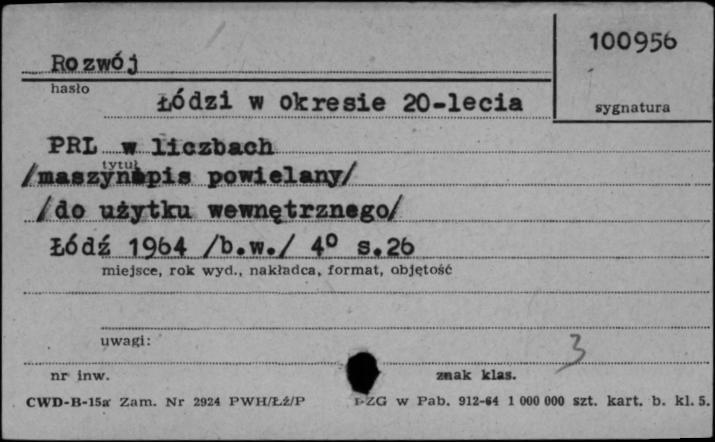 100956
Rozwój
hasło
Łódzi w okresie 20-lecia
sygnatura
PRL w liczbach
tytuł
/maszynopis powielany/
/do użytku wewnętrznego/
Łódź 1964 /b.w./ 4° s.26
miejsce, rok wyd., nakładca, format, objętość
uwagi:
3
nr inw.
znak klas.
CWD-B-15a Zam. Nr 2924 PWH/Łź/P
DZG w Pab. 912-64 1 000 000 szt. kart. b. kl. 5.